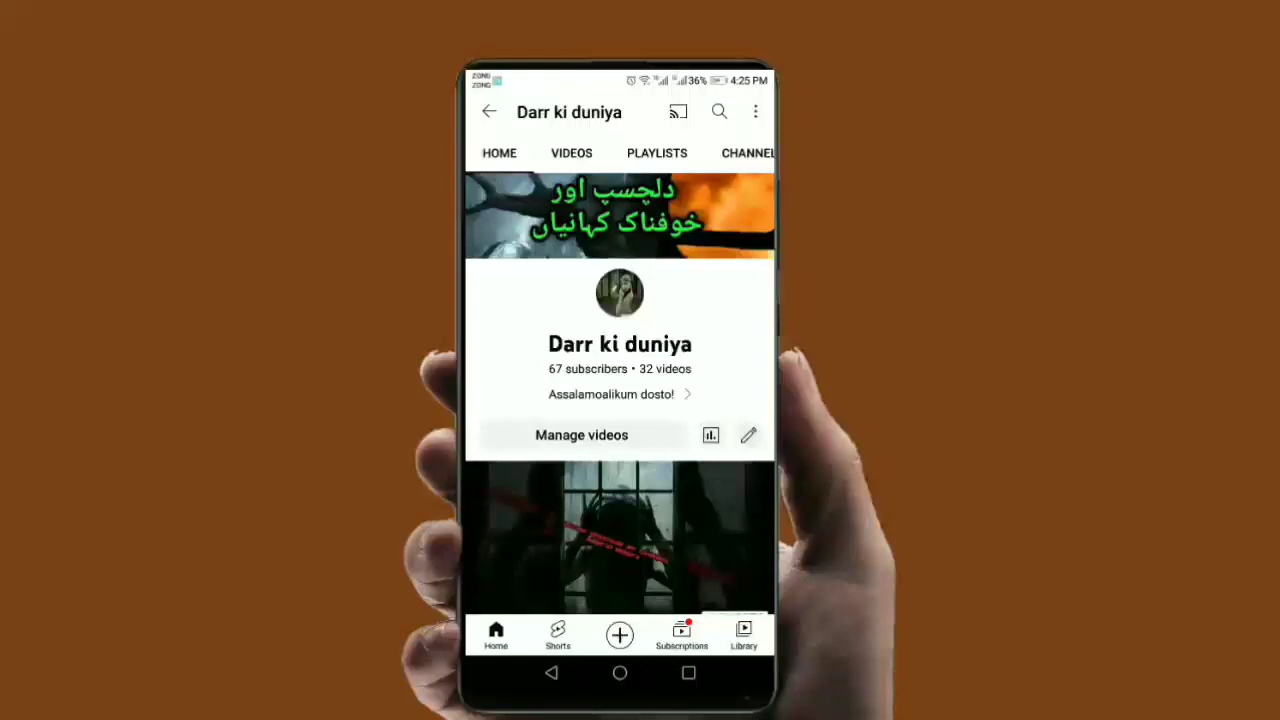 ZONG
ZONG
36% 4:25 PM
Darr ki duniya
HOME VIDEOS PLAYLISTS CHANNEL
دلچسپ اور
خوفناک کہانیاں
Darr ki duniya
67 subscribers • 32 videos
Assalamoalikum dosto!
Manage videos
Home Shorts Subscriptions Library